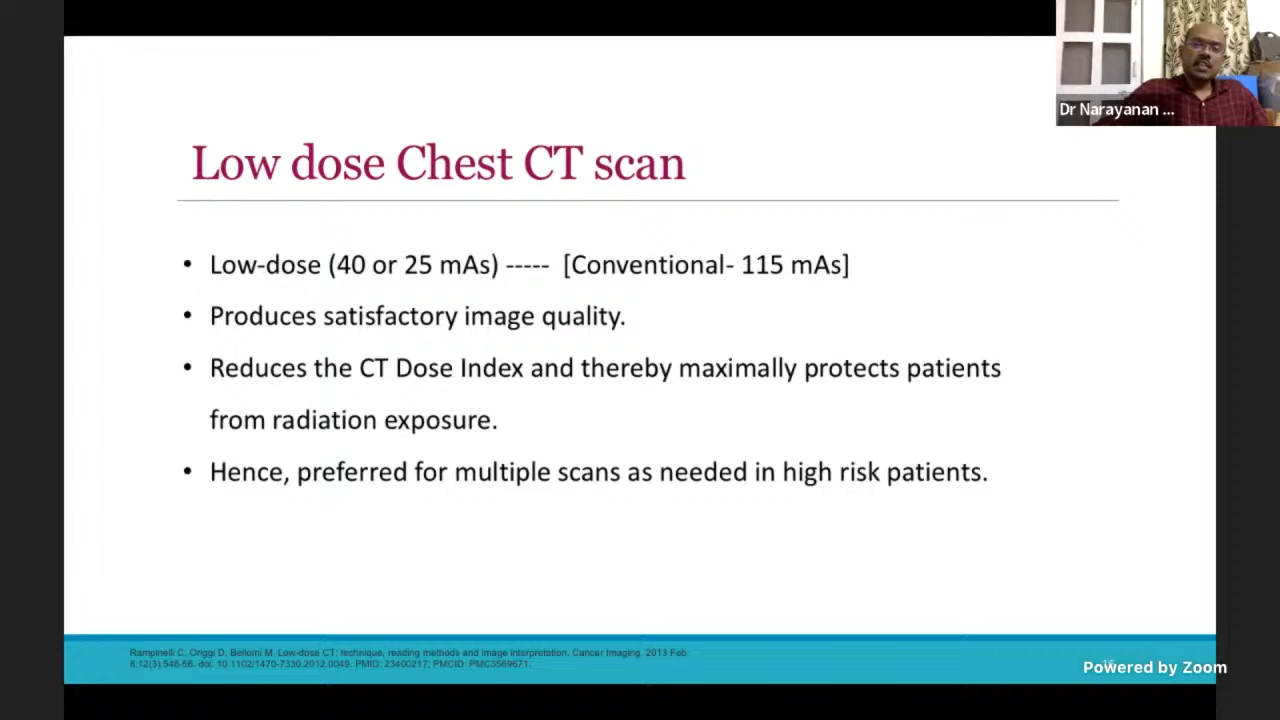 Dr Narayanan ...
Low dose Chest CT scan
• Low-dose (40 or 25 mAs) ----- [Conventional- 115 mAs]
• Produces satisfactory image quality.
• Reduces the CT Dose Index and thereby maximally protects patients
from radiation exposure.
• Hence, preferred for multiple scans as needed in high risk patients.
Rampinelli C, Origgi D, Bellomi M. Low-dose CT: technique, reading methods and image interpretation. Cancer Imaging. 2013 Feb
8;12(3):548-56. doi: 10.1102/1470-7330.2012.0049. PMID: 23400217; PMCID: PMC3569671.
Powered by Zoom